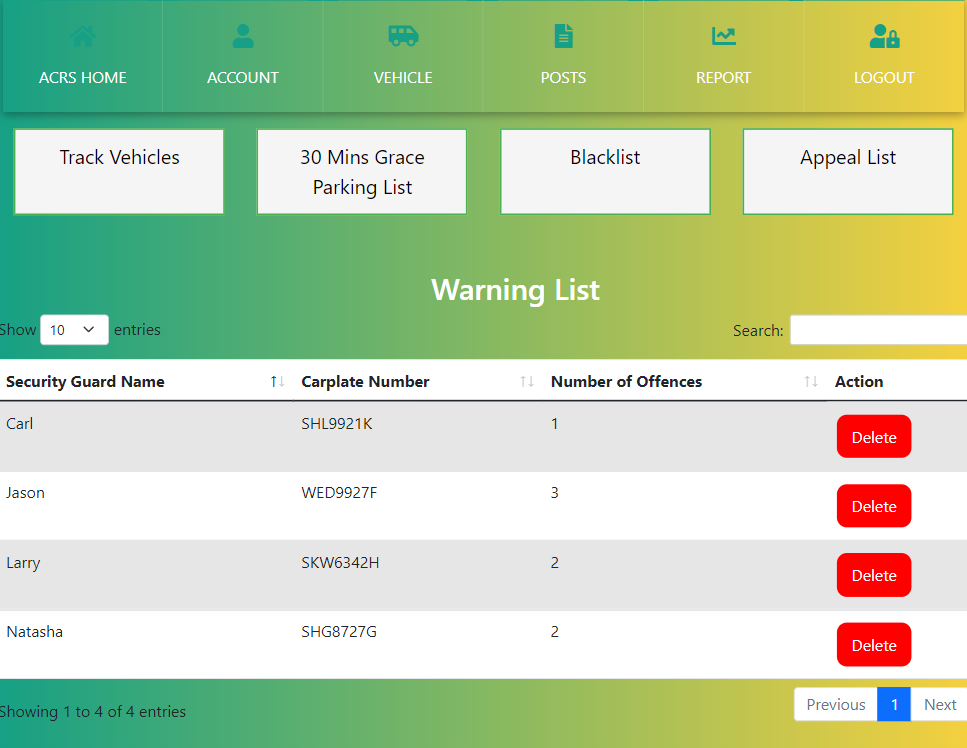 ACRS HOME ACCOUNT VEHICLE POSTS REPORT LOGOUT
Track Vehicles 30 Mins Grace Blacklist Appeal List
Parking List
Warning List
Show 10 entries Search:
Security Guard Name Carplate Number Number of Offences Action
Carl SHL9921K 1 Delete
Jason WED9927F 3 Delete
Larry SKW6342H 2 Delete
Natasha SHG8727G 2 Delete
Showing 1 to 4 of 4 entries Previous 1 Next